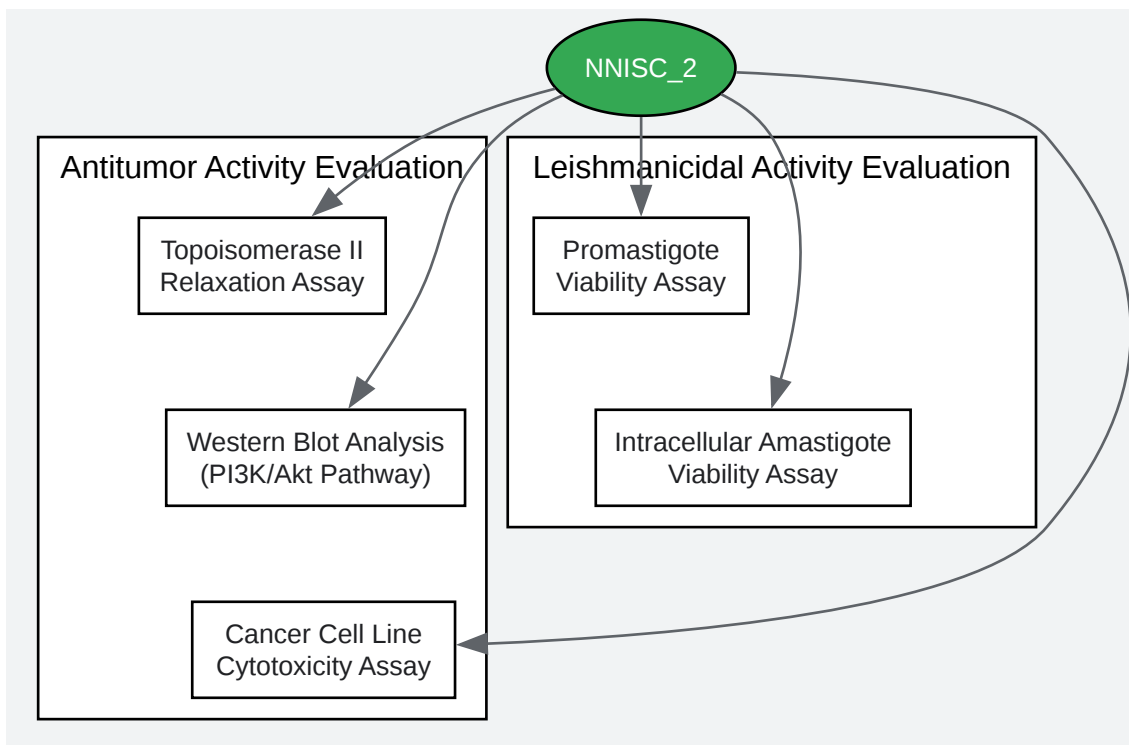 NNISC_2
Antitumor Activity Evaluation
Topoisomerase II
Relaxation Assay
Western Blot Analysis
(PI3K/Akt Pathway)
Cancer Cell Line
Cytotoxicity Assay
Leishmanicidal Activity Evaluation
Promastigote
Viability Assay
Intracellular Amastigote
Viability Assay